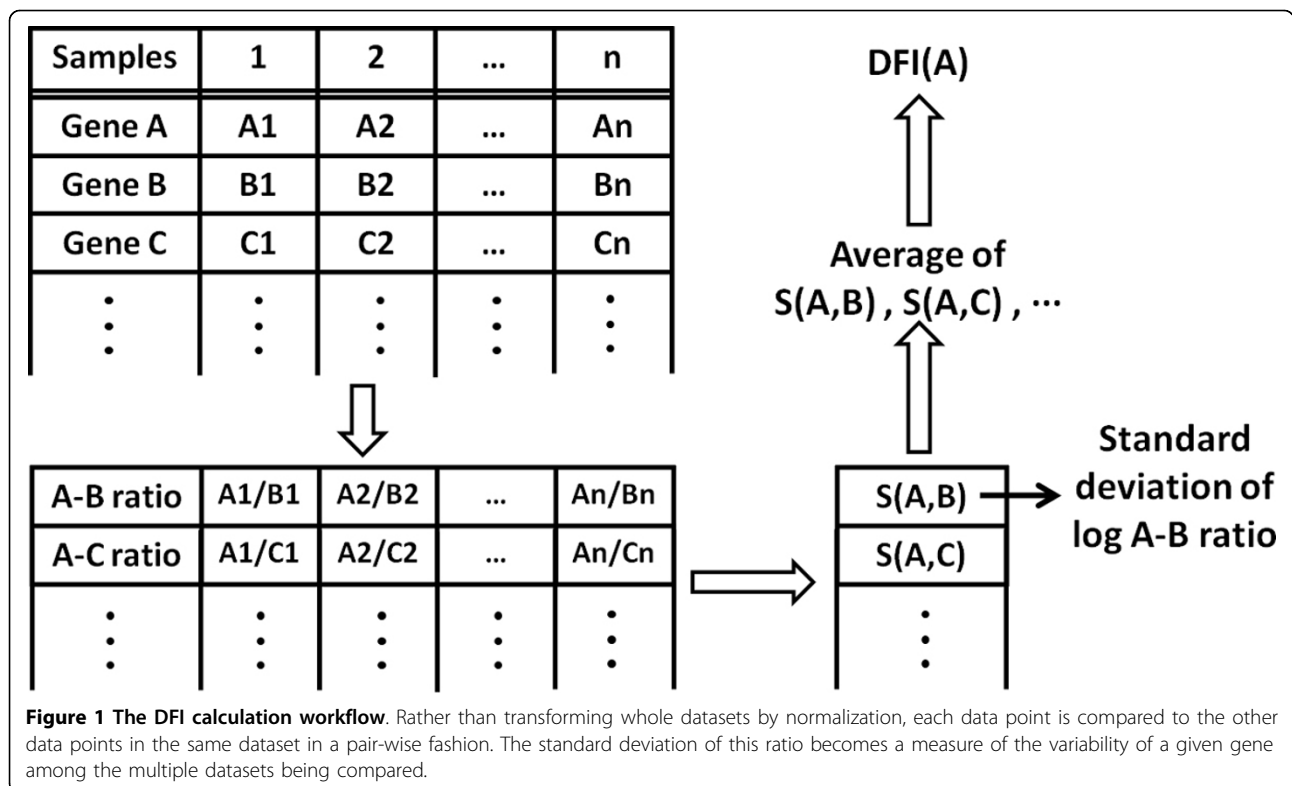 Samples 1 2 ... n
Gene A A1 A2 ... An
Gene B B1 B2 ... Bn
Gene C C1 C2 ... Cn
DFI(A)
Average of
S(A,B) , S(A,C) , ...
A-B ratio A1/B1 A2/B2 ... An/Bn
A-C ratio A1/C1 A2/C2 ... An/Cn
S(A,B)
S(A,C)
Standard
deviation of
log A-B ratio
Figure 1 The DFI calculation workflow. Rather than transforming whole datasets by normalization, each data point is compared to the other
data points in the same dataset in a pair-wise fashion. The standard deviation of this ratio becomes a measure of the variability of a given gene
among the multiple datasets being compared.